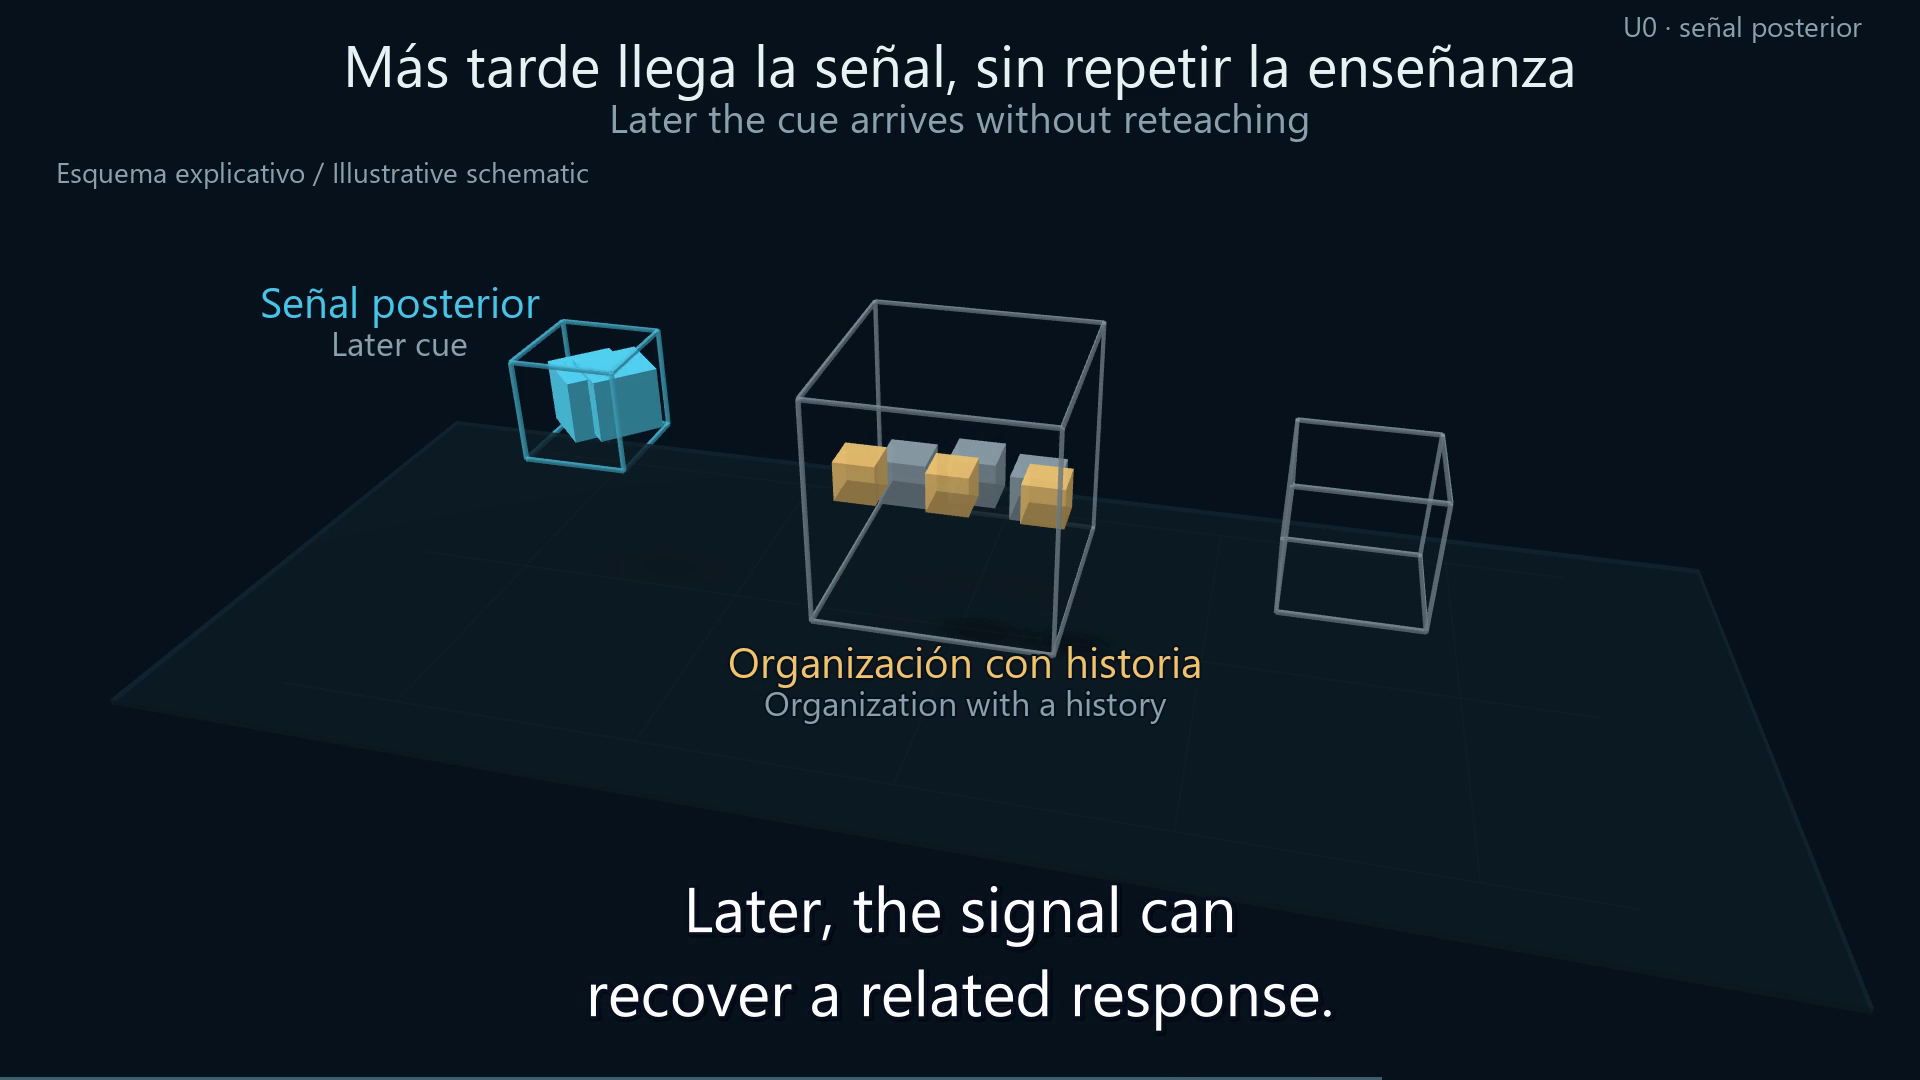 U0 · señal posterior
Más tarde llega la señal, sin repetir la enseñanza
Later the cue arrives without reteaching
Esquema explicativo / Illustrative schematic
Señal posterior
Later cue
Organización con historia
Organization with a history
Later, the signal can
recover a related response.